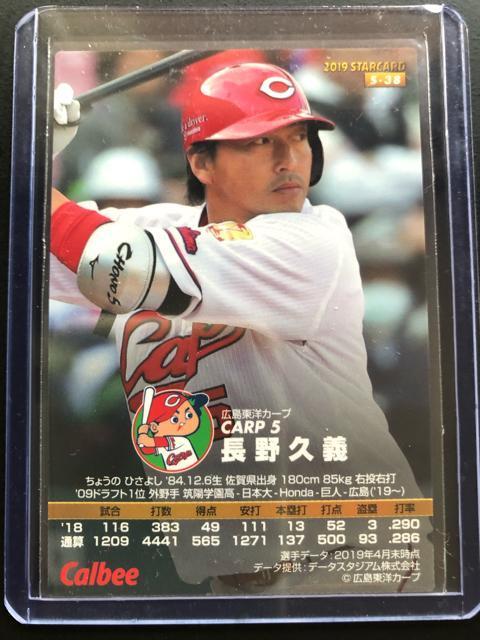 2019 STARCARD
S-38
C
CHONO 5
Carp
広島東洋カープ
CARP 5
長野久義
ちょうの ひさよし '84.12.6生 佐賀県出身 180cm 85kg 右投右打
'09ドラフト1位 外野手 筑陽学園高-日本大-Honda-巨人-広島('19～)
試合 打数 得点 安打 本塁打 打点 盗塁 打率
'18 116 383 49 111 13 52 3 .290
通算 1209 4441 565 1271 137 500 93 .286
選手データ:2019年4月末時点
データ提供:データスタジアム株式会社
©広島東洋カープ
Calbee